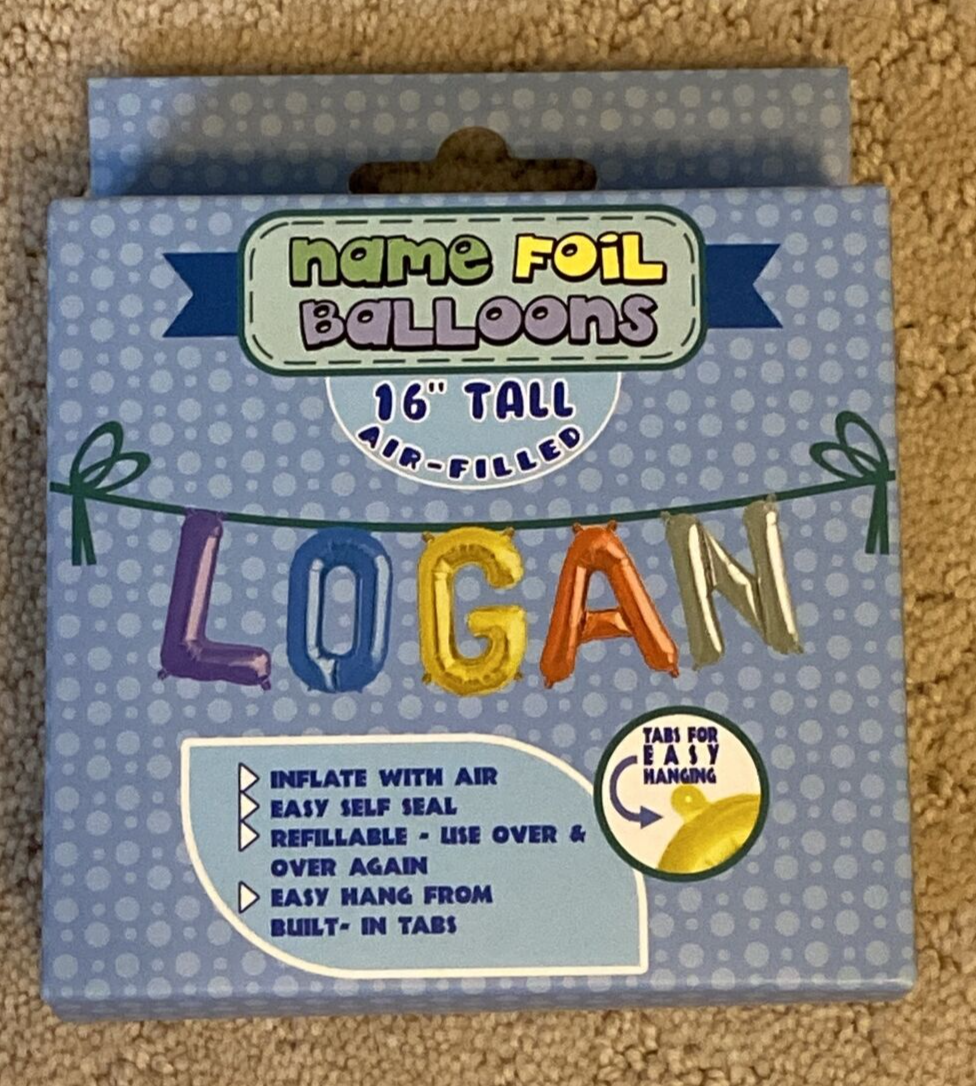 name FOiL
BaLLoons
16" TALL
AIR-FILLED
LOGAN
TABS FOR
EASY
HANGING
INFLATE WITH AIR
EASY SELF SEAL
REFILLABLE - USE OVER &
OVER AGAIN
EASY HANG FROM
BUILT- IN TABS